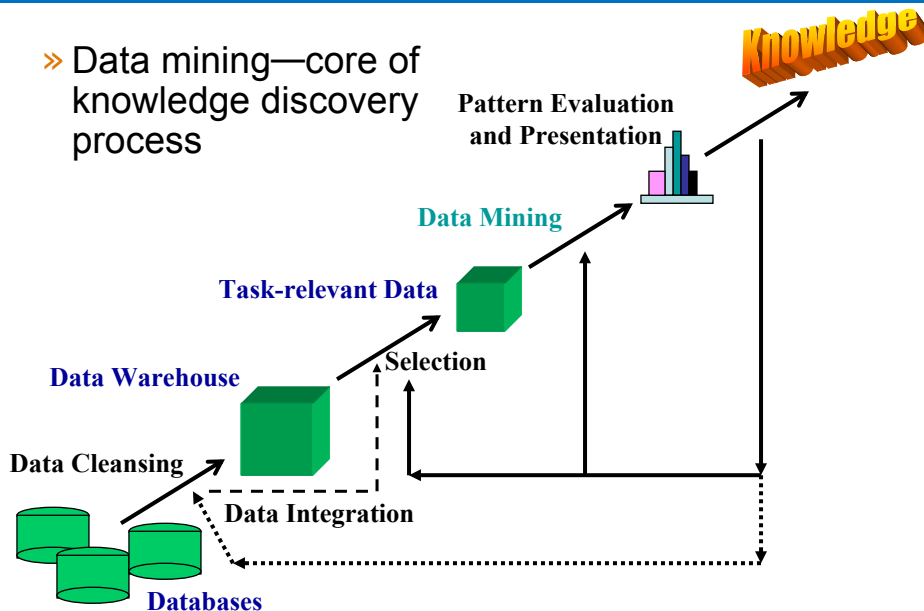 » Data mining—core of
knowledge discovery
process
Knowledge
Pattern Evaluation
and Presentation
Data Mining
Task-relevant Data
Selection
Data Warehouse
Data Cleansing
Data Integration
Databases